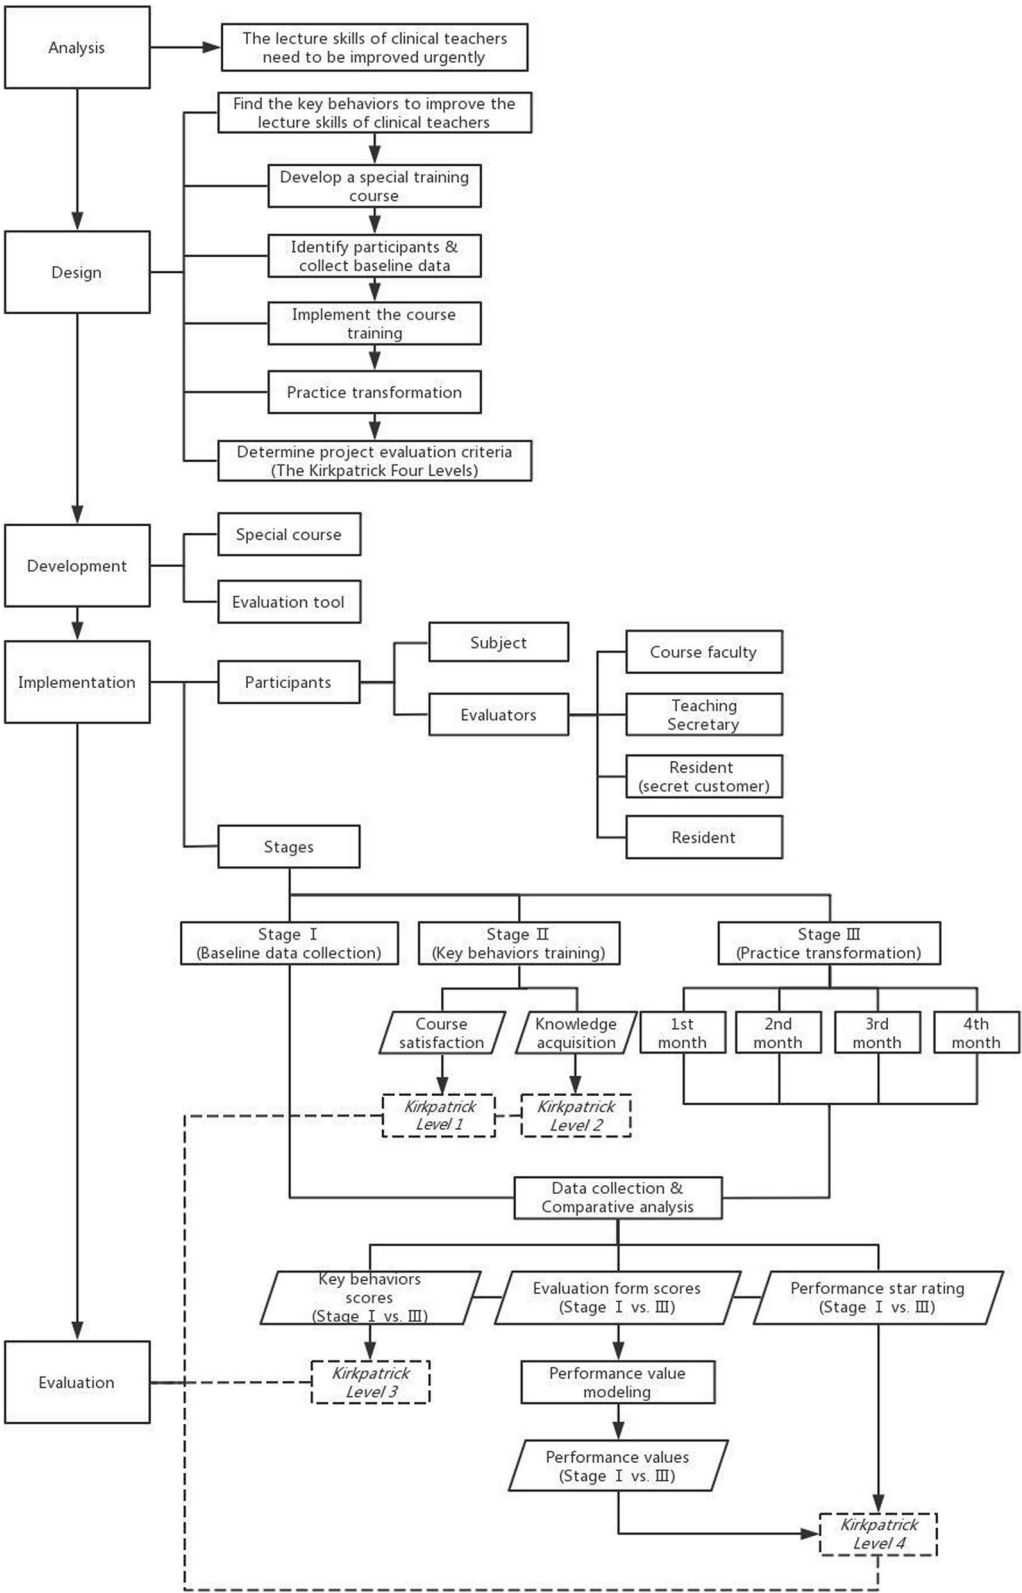 Analysis
The lecture skills of clinical teachers
need to be improved urgently
Find the key behaviors to improve the
lecture skills of clinical teachers
Develop a special training
course
Design
Identify participants &
collect baseline data
Implement the course
training
Practice transformation
Determine project evaluation criteria
(The Kirkpatrick Four Levels)
Development
Special course
Evaluation tool
Implementation
Participants
Subject
Evaluators
Course faculty
Teaching
Secretary
Resident
(secret customer)
Resident
Stages
Stage Ⅰ
(Baseline data collection)
Stage Ⅱ
(Key behaviors training)
Stage Ⅲ
(Practice transformation)
Course
satisfaction
Knowledge
acquisition
1st
month
2nd
month
3rd
month
4th
month
Kirkpatrick
Level 1
Kirkpatrick
Level 2
Data collection &
Comparative analysis
Key behaviors
scores
(Stage Ⅰ vs. Ⅲ)
Evaluation form scores
(Stage Ⅰ vs. Ⅲ)
Performance star rating
(Stage Ⅰ vs. Ⅲ)
Evaluation
Kirkpatrick
Level 3
Performance value
modeling
Performance values
(Stage Ⅰ vs. Ⅲ)
Kirkpatrick
Level 4